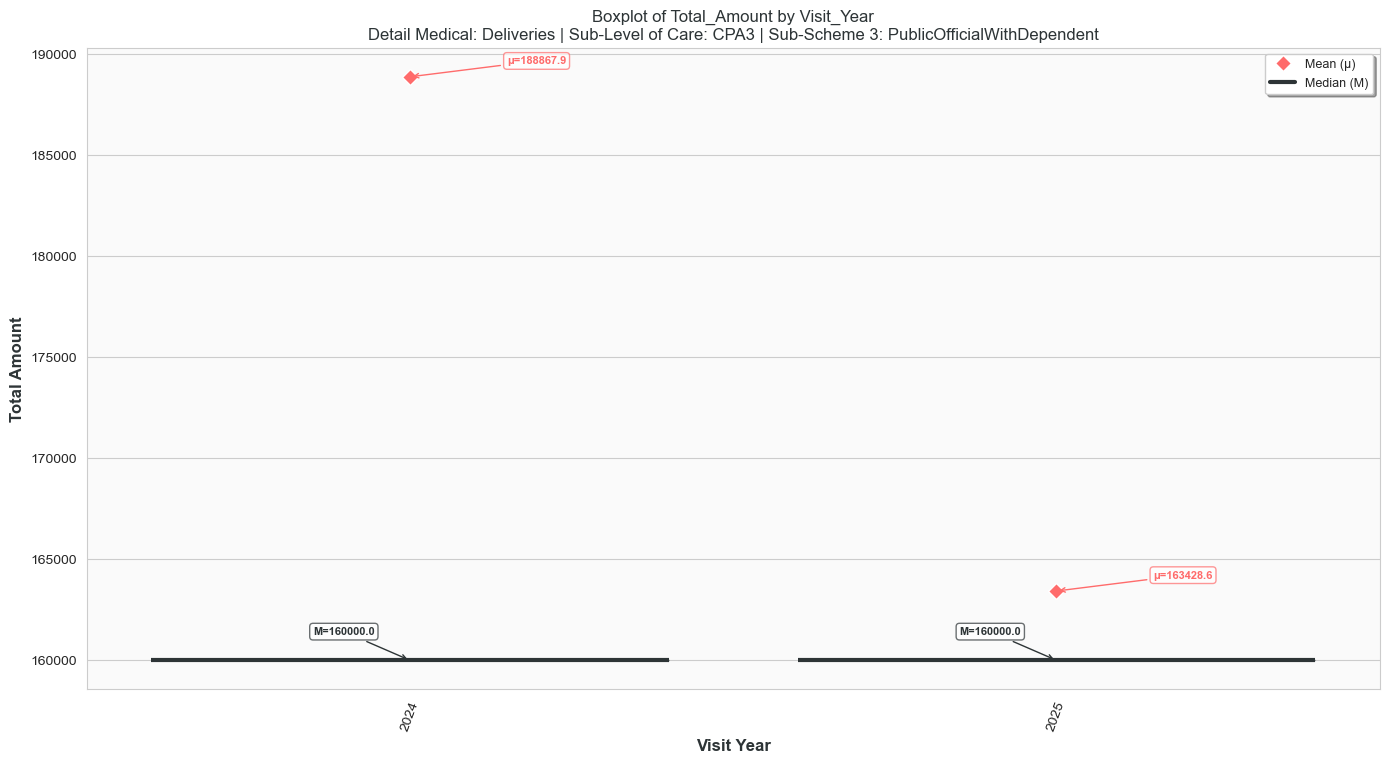 Boxplot of Total_Amount by Visit_Year
Detail Medical: Deliveries | Sub-Level of Care: CPA3 | Sub-Scheme 3: PublicOfficialWithDependent
Mean (μ)
Median (M)
Total Amount
190000
185000
180000
175000
170000
165000
160000
μ=188867.9
μ=163428.6
M=160000.0
M=160000.0
2024
2025
Visit Year